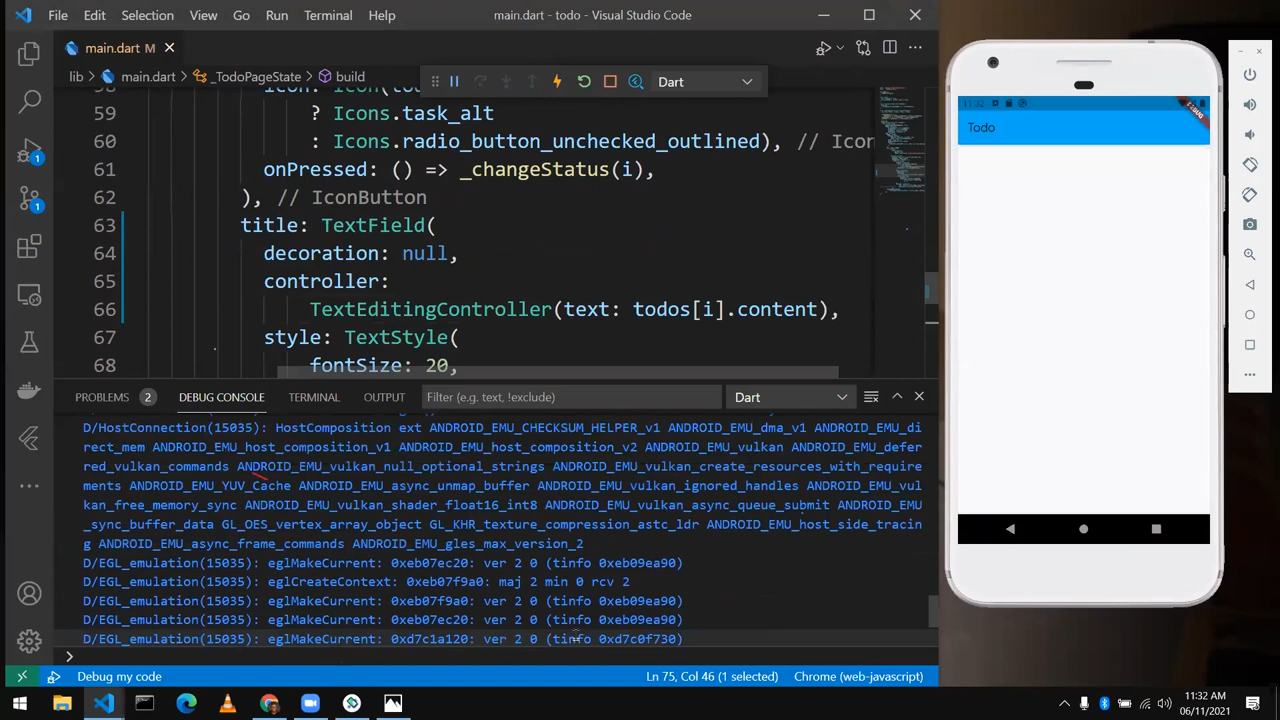 File Edit Selection View Go Run Terminal Help main.dart - todo - Visual Studio Code
main.dart M
Dart
lib main.dart _TodoPageState build
59 ? Icons.task_alt
60 : Icons.radio_button_unchecked_outlined), // Icon
61 onPressed: () => _changeStatus(i),
62 ), // IconButton
63 title: TextField(
64 decoration: null,
65 controller:
66 TextEditingController(text: todos[i].content),
67 style: TextStyle(
68 fontSize: 20,
PROBLEMS 2 DEBUG CONSOLE TERMINAL OUTPUT Filter (e.g. text, !exclude) Dart
D/HostConnection(15035): HostComposition ext ANDROID_EMU_CHECKSUM_HELPER_v1 ANDROID_EMU_dma_v1 ANDROID_EMU_di
rect_mem ANDROID_EMU_host_composition_v1 ANDROID_EMU_host_composition_v2 ANDROID_EMU_vulkan ANDROID_EMU_defer
red_vulkan_commands ANDROID_EMU_vulkan_null_optional_strings ANDROID_EMU_vulkan_create_resources_with_require
ments ANDROID_EMU_YUV_Cache ANDROID_EMU_async_unmap_buffer ANDROID_EMU_vulkan_ignored_handles ANDROID_EMU_vul
kan_free_memory_sync ANDROID_EMU_vulkan_shader_float16_int8 ANDROID_EMU_vulkan_async_queue_submit ANDROID_EMU
_sync_buffer_data GL_OES_vertex_array_object GL_KHR_texture_compression_astc_ldr ANDROID_EMU_host_side_tracin
g ANDROID_EMU_async_frame_commands ANDROID_EMU_gles_max_version_2
D/EGL_emulation(15035): eglMakeCurrent: 0xeb07ec20: ver 2 0 (tinfo 0xeb09ea90)
D/EGL_emulation(15035): eglCreateContext: 0xeb07f9a0: maj 2 min 0 rcv 2
D/EGL_emulation(15035): eglMakeCurrent: 0xeb07f9a0: ver 2 0 (tinfo 0xeb09ea90)
D/EGL_emulation(15035): eglMakeCurrent: 0xeb07ec20: ver 2 0 (tinfo 0xeb09ea90)
D/EGL_emulation(15035): eglMakeCurrent: 0xd7c1a120: ver 2 0 (tinfo 0xd7c0f730)
>
Debug my code Ln 75, Col 46 (1 selected) Chrome (web-javascript)
1
1
11:32
DEBUG
Todo
11:32 AM
06/11/2021